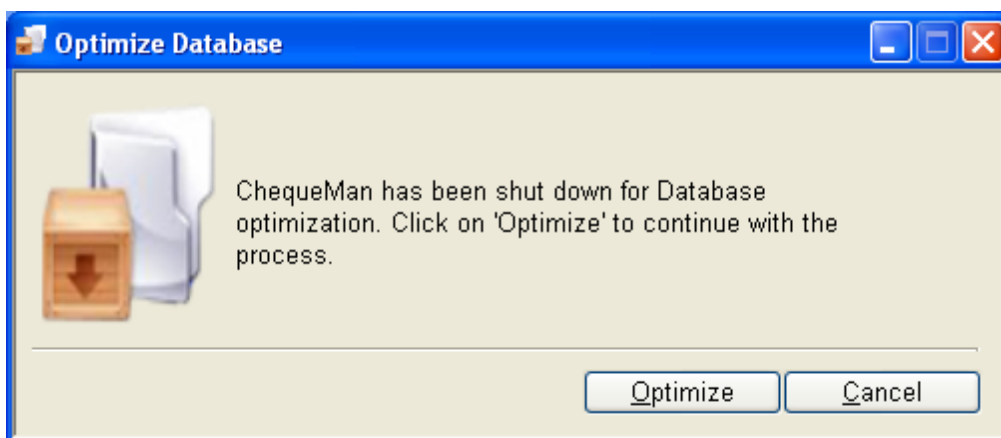 Optimize Database
ChequeMan has been shut down for Database
optimization. Click on 'Optimize' to continue with the
process.
Optimize Cancel